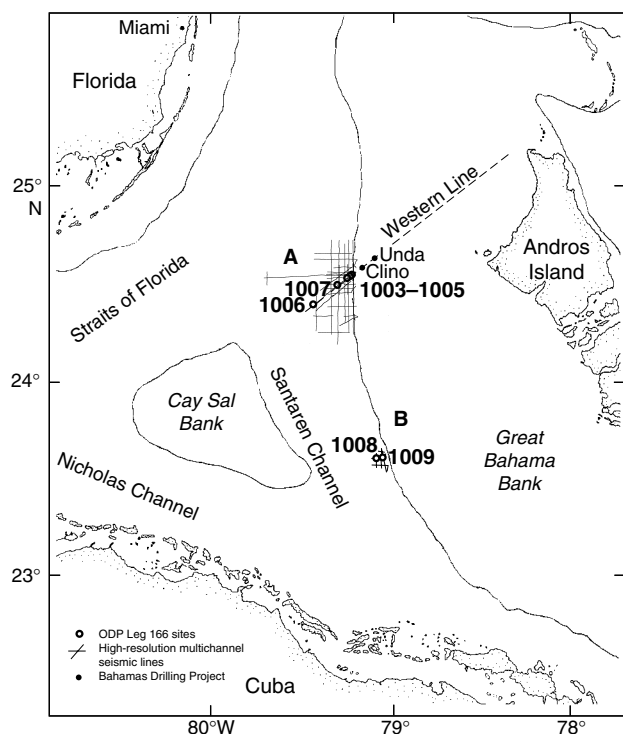 Miami
Florida
25°
N
Western Line
A
Unda
Clino
Andros
Island
Straits of Florida
1007
1003–1005
1006
24°
Cay Sal
Bank
Santaren Channel
B
1008
1009
Great
Bahama
Bank
Nicholas Channel
23°
ODP Leg 166 sites
High-resolution multichannel
seismic lines
Bahamas Drilling Project
Cuba
80°W
79°
78°